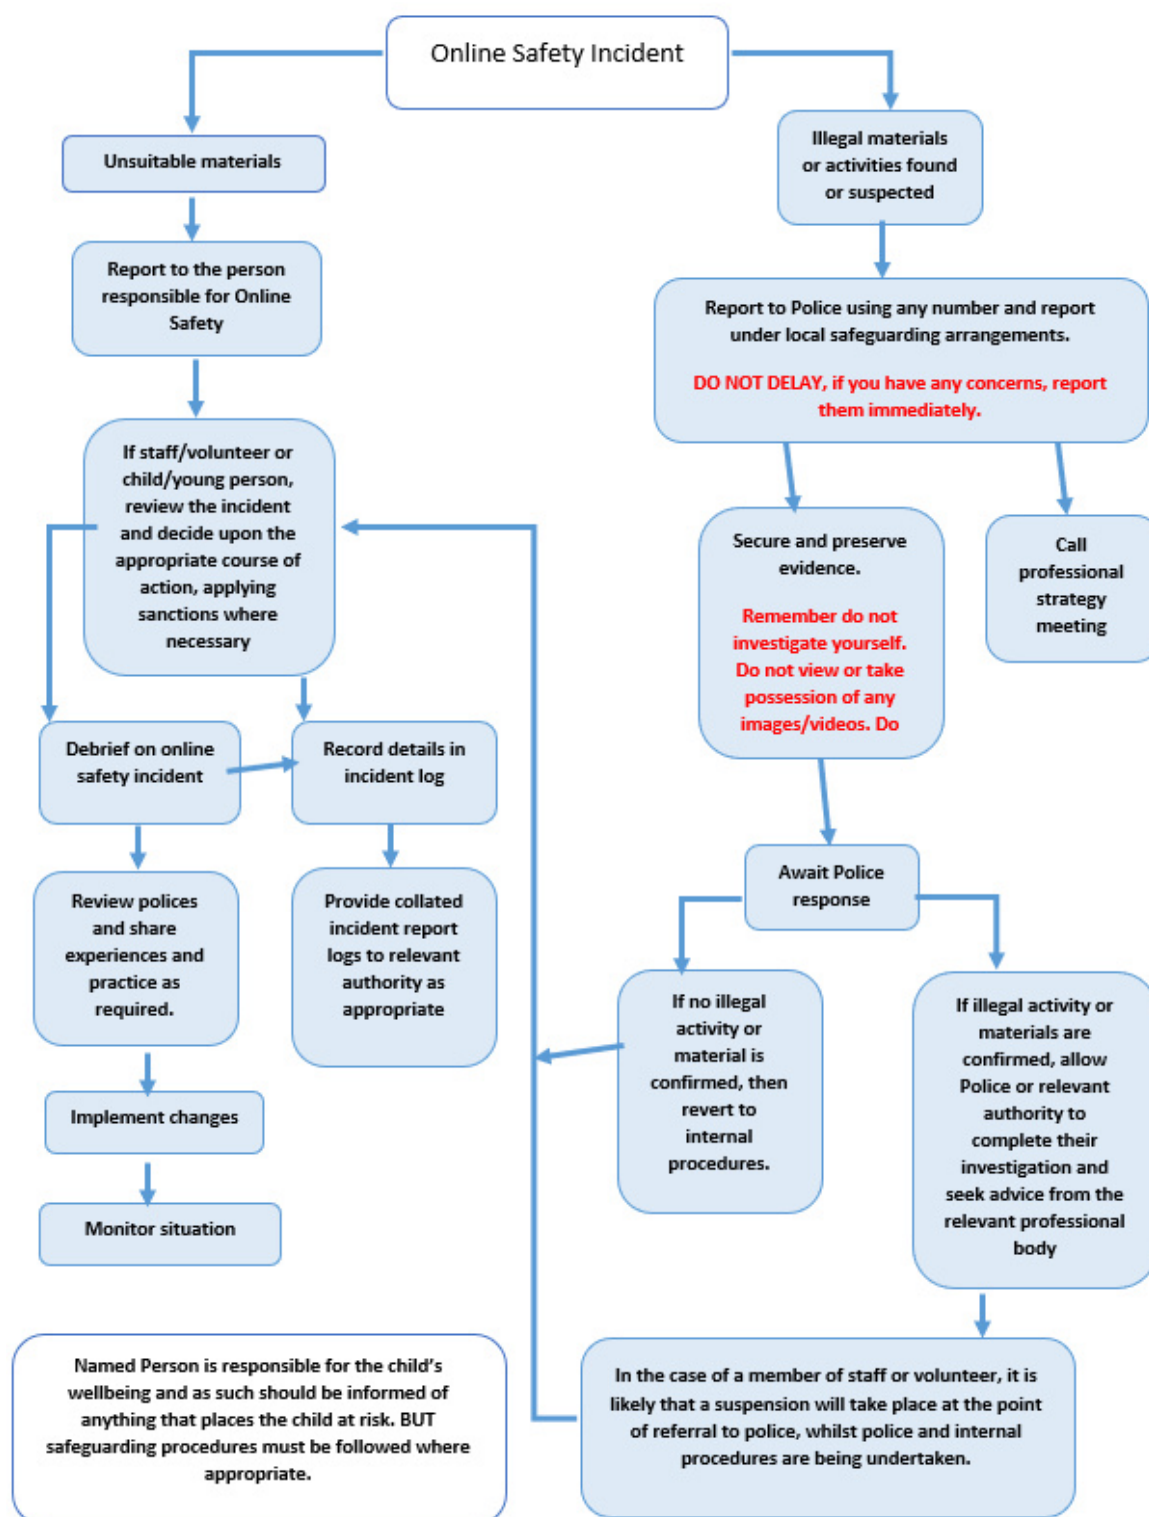 Online Safety Incident
Unsuitable materials
Report to the person
responsible for Online
Safety
If staff/volunteer or
child/young person,
review the incident
and decide upon the
appropriate course of
action, applying
sanctions where
necessary
Debrief on online
safety incident
Record details in
incident log
Review polices
and share
experiences and
practice as
required.
Provide collated
incident report
logs to relevant
authority as
appropriate
Implement changes
Monitor situation
Illegal materials
or activities found
or suspected
Report to Police using any number and report
under local safeguarding arrangements.
DO NOT DELAY, if you have any concerns, report
them immediately.
Secure and preserve
evidence.
Remember do not
investigate yourself.
Do not view or take
possession of any
images/videos. Do
Call
professional
strategy
meeting
Await Police
response
If no illegal
activity or
material is
confirmed, then
revert to
internal
procedures.
If illegal activity or
materials are
confirmed, allow
Police or relevant
authority to
complete their
investigation and
seek advice from the
relevant professional
body
In the case of a member of staff or volunteer, it is
likely that a suspension will take place at the point
of referral to police, whilst police and internal
procedures are being undertaken.
Named Person is responsible for the child’s
wellbeing and as such should be informed of
anything that places the child at risk. BUT
safeguarding procedures must be followed where
appropriate.